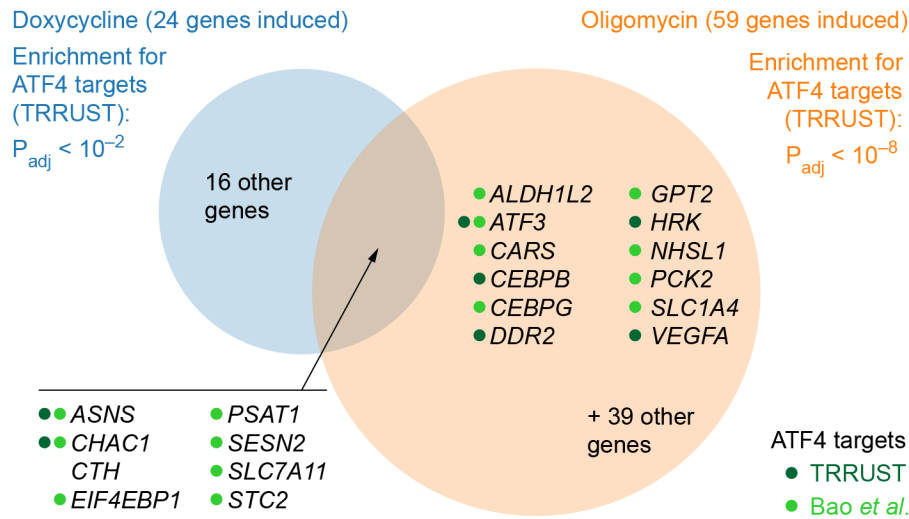 Doxycycline (24 genes induced)
Enrichment for
ATF4 targets
(TRRUST):
P_adj < 10^–2
Oligomycin (59 genes induced)
Enrichment for
ATF4 targets
(TRRUST):
P_adj < 10^–8
16 other
genes
ALDH1L2
ATF3
CARS
CEBPB
CEBPG
DDR2
GPT2
HRK
NHSL1
PCK2
SLC1A4
VEGFA
+ 39 other
genes
ASNS
CHAC1
CTH
EIF4EBP1
PSAT1
SESN2
SLC7A11
STC2
ATF4 targets
TRRUST
Bao et al.